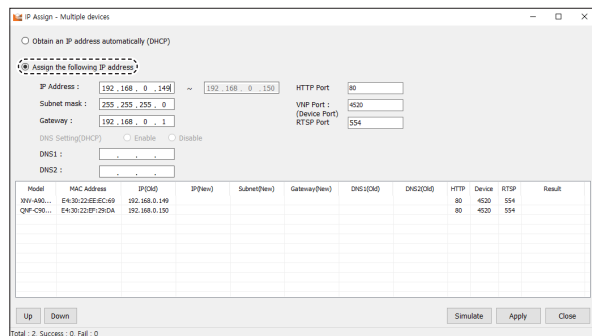 IP Assign - Multiple devices
Obtain an IP address automatically (DHCP)
Assign the following IP address
IP Address : 192 . 168 . 0 . 149 ~ 192 . 168 . 0 . 150 HTTP Port 80
Subnet mask : 255 . 255 . 255 . 0 VNP Port : 4520
(Device Port)
Gateway : 192 . 168 . 0 . 1 RTSP Port 554
DNS Setting(DHCP) Enable Disable
DNS1 : . . .
DNS2 : . . .
Model MAC Address IP(Old) IP(New) Subnet(New) Gateway(New) DNS1(Old) DNS2(Old) HTTP Device RTSP Result
XNV-A90... E4:30:22:EE:EC:69 192.168.0.149 80 4520 554
QNF-C90... E4:30:22:EF:29:DA 192.168.0.150 80 4520 554
Up Down Simulate Apply Close
Total : 2, Success : 0, Fail : 0